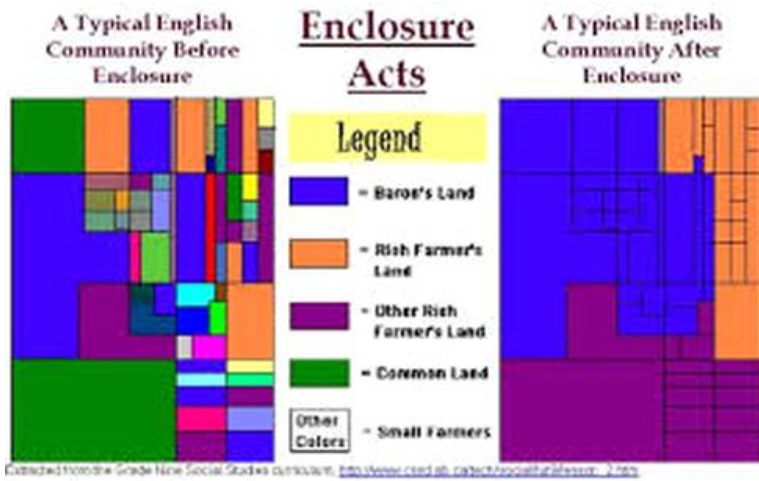 A Typical English
Community Before
Enclosure
Enclosure
Acts
Legend
= Baron's Land
= Rich Farmer's
Land
= Other Rich
Farmer's Land
= Common Land
Other
Colors
= Small Farmers
A Typical English
Community After
Enclosure
Extracted from the Grade Nine Social Studies curriculum,